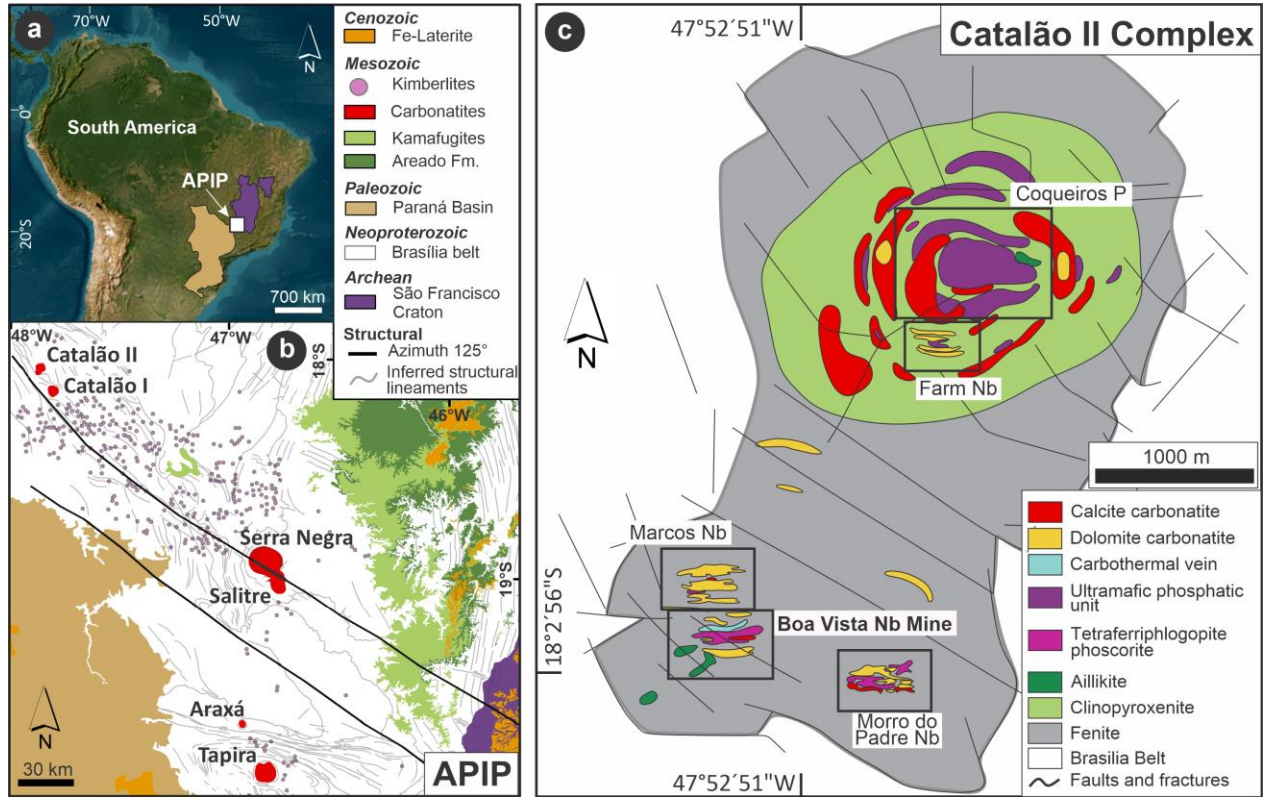 a
70°W
50°W
N
0°
South America
APIP
20°S
700 km
Cenozoic
Fe-Laterite
Mesozoic
Kimberlites
Carbonatites
Kamafugites
Areado Fm.
Paleozoic
Paraná Basin
Neoproterozoic
Brasília belt
Archean
São Francisco
Craton
Structural
Azimuth 125°
Inferred structural
lineaments
b
48°W
47°W
18°S
46°W
Catalão II
Catalão I
Serra Negra
19°S
Salitre
Araxá
N
Tapira
30 km
APIP
c
47°52´51"W
Catalão II Complex
Coqueiros P
N
Farm Nb
1000 m
Marcos Nb
18°2´56"S
Boa Vista Nb Mine
Morro do
Padre Nb
47°52´51"W
Calcite carbonatite
Dolomite carbonatite
Carbothermal vein
Ultramafic phosphatic
unit
Tetraferriphlogopite
phoscorite
Aillikite
Clinopyroxenite
Fenite
Brasilia Belt
Faults and fractures